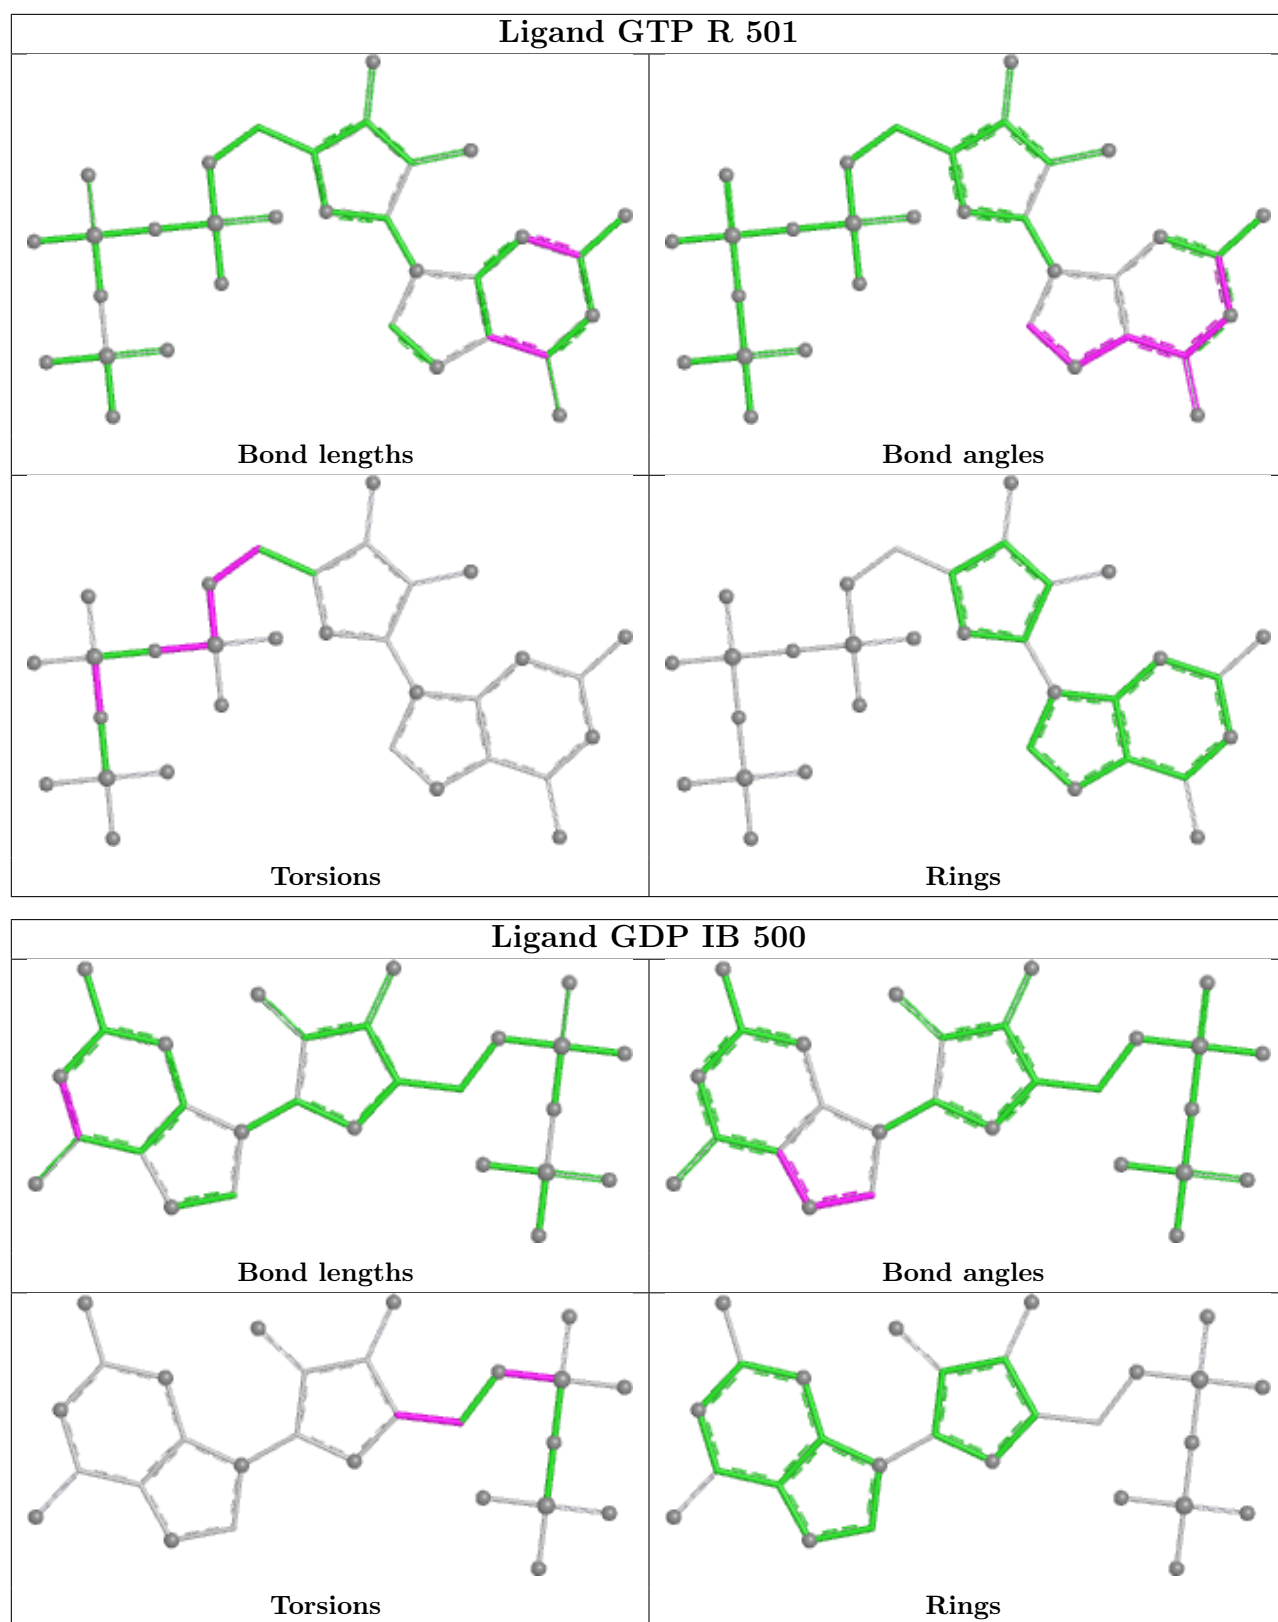 Ligand GTP R 501
Bond lengths
Bond angles
Torsions
Rings
Ligand GDP IB 500
Bond lengths
Bond angles
Torsions
Rings